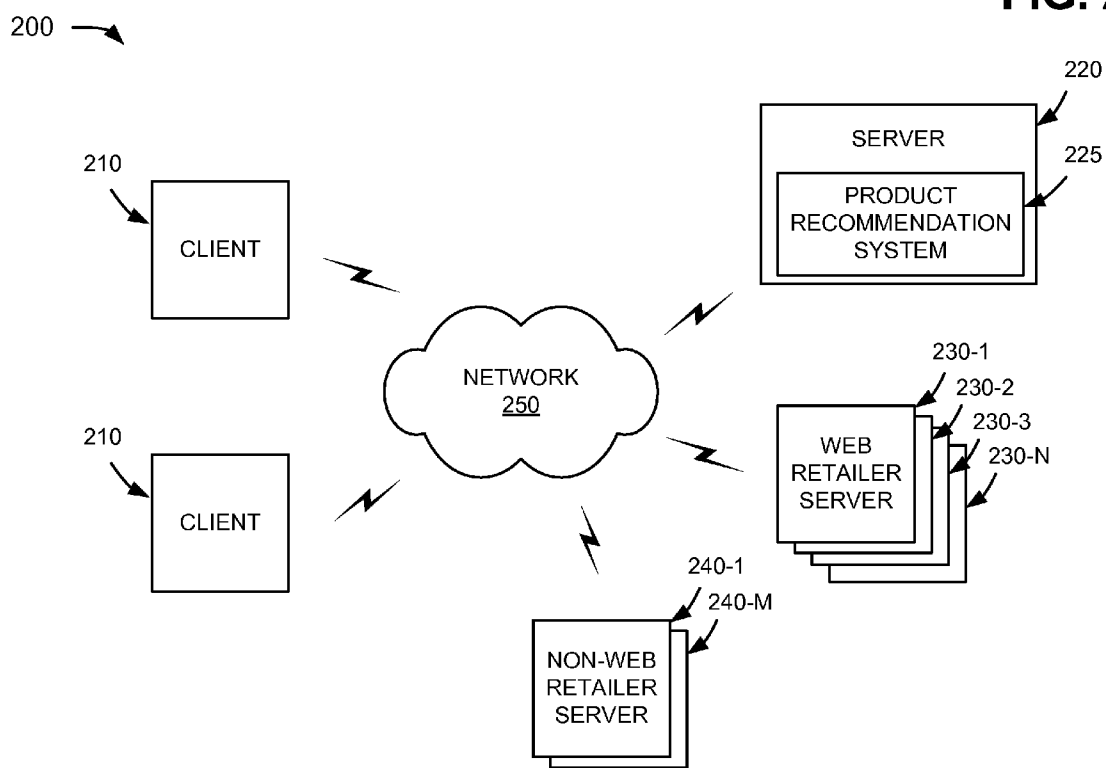 FIG.
200
220
SERVER
225
PRODUCT
RECOMMENDATION
SYSTEM
210
CLIENT
NETWORK
250
230-1
230-2
230-3
230-N
WEB
RETAILER
SERVER
210
CLIENT
240-1
240-M
NON-WEB
RETAILER
SERVER